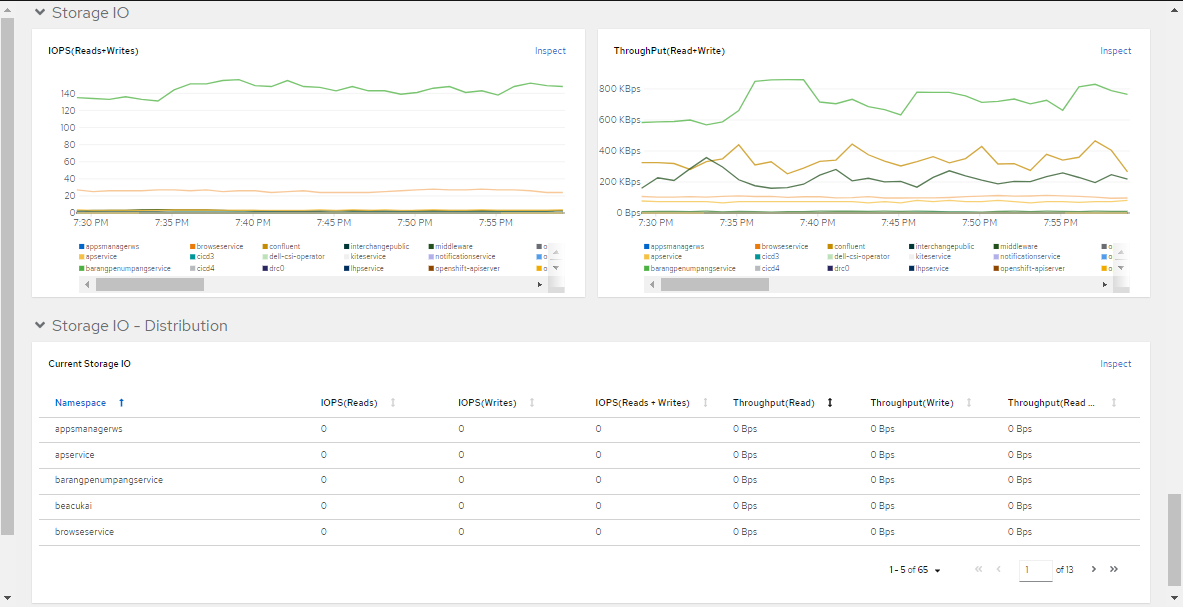 Storage IO
IOPS(Reads+Writes) Inspect
140
120
100
80
60
40
20
0
7:30 PM 7:35 PM 7:40 PM 7:45 PM 7:50 PM 7:55 PM
appsmanagerws browseservice confluent interchangepublic middleware o
apservice cicd3 dell-csi-operator kiteservice notificationservice o
barangpenumpangservice cicd4 drc0 lhpservice openshift-apiserver o
ThroughPut(Read+Write) Inspect
800 KBps
600 KBps
400 KBps
200 KBps
0 Bps
7:30 PM 7:35 PM 7:40 PM 7:45 PM 7:50 PM 7:55 PM
appsmanagerws browseservice confluent interchangepublic middleware o
apservice cicd3 dell-csi-operator kiteservice notificationservice o
barangpenumpangservice cicd4 drc0 lhpservice openshift-apiserver o
Storage IO - Distribution
Current Storage IO Inspect
Namespace IOPS(Reads) IOPS(Writes) IOPS(Reads + Writes) Throughput(Read) Throughput(Write) Throughput(Read ...
appsmanagerws 0 0 0 0 Bps 0 Bps 0 Bps
apservice 0 0 0 0 Bps 0 Bps 0 Bps
barangpenumpangservice 0 0 0 0 Bps 0 Bps 0 Bps
beacukai 0 0 0 0 Bps 0 Bps 0 Bps
browseservice 0 0 0 0 Bps 0 Bps 0 Bps
1 - 5 of 65 1 of 13